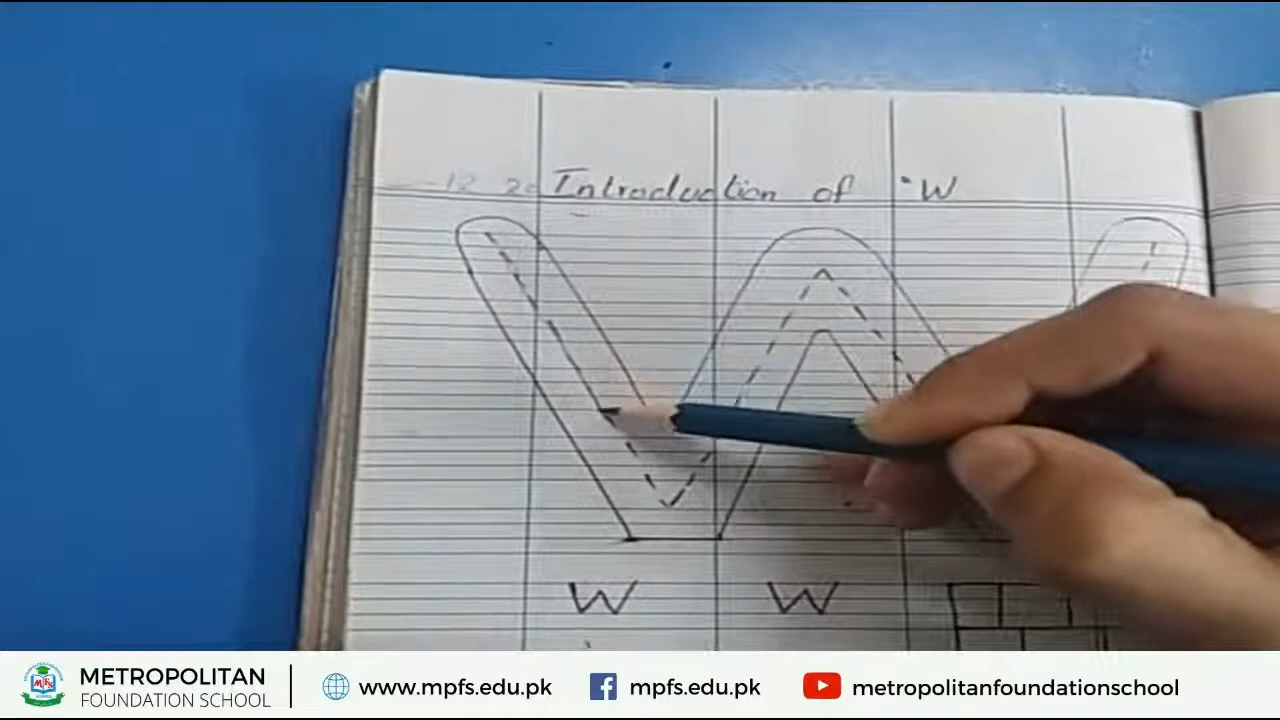 Introduction of "W
W W
METROPOLITAN
FOUNDATION SCHOOL
www.mpfs.edu.pk
mpfs.edu.pk
metropolitanfoundationschool